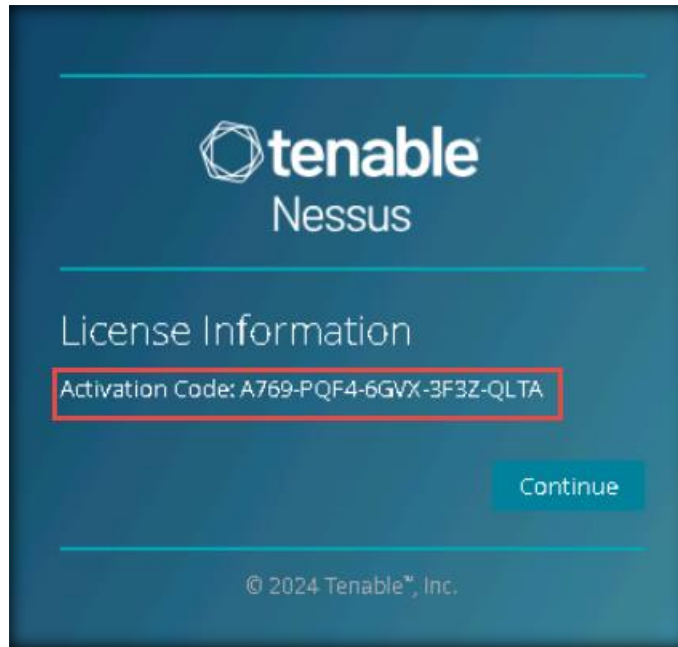 tenable
Nessus
License Information
Activation Code: A769-PQF4-6GVX-3F3Z-QLTA
Continue
© 2024 Tenable™, Inc.